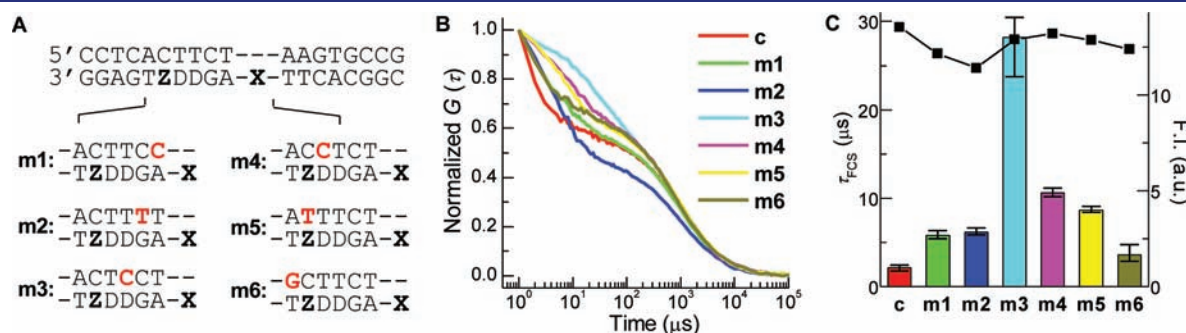 A
5'CCTCACTTCT---AAGTGCCG
3'GGAGTZDDGA-X-TTCACGGC
m1: -ACTTCC--
-TZDDGA-X
m2: -ACTTTT--
-TZDDGA-X
m3: -ACTCCT--
-TZDDGA-X
m4: -ACCTCT--
-TZDDGA-X
m5: -ATTTCT--
-TZDDGA-X
m6: -GCTTCT--
-TZDDGA-X
B
Normalized G (τ)
1.0
0.8
0.6
0.4
0.2
0.0
c
m1
m2
m3
m4
m5
m6
10⁰ 10¹ 10² 10³ 10⁴ 10⁵
Time (μs)
C
τFCS (μs)
30
20
10
0
c m1 m2 m3 m4 m5 m6
10
5
0
F.I. (a.u.)